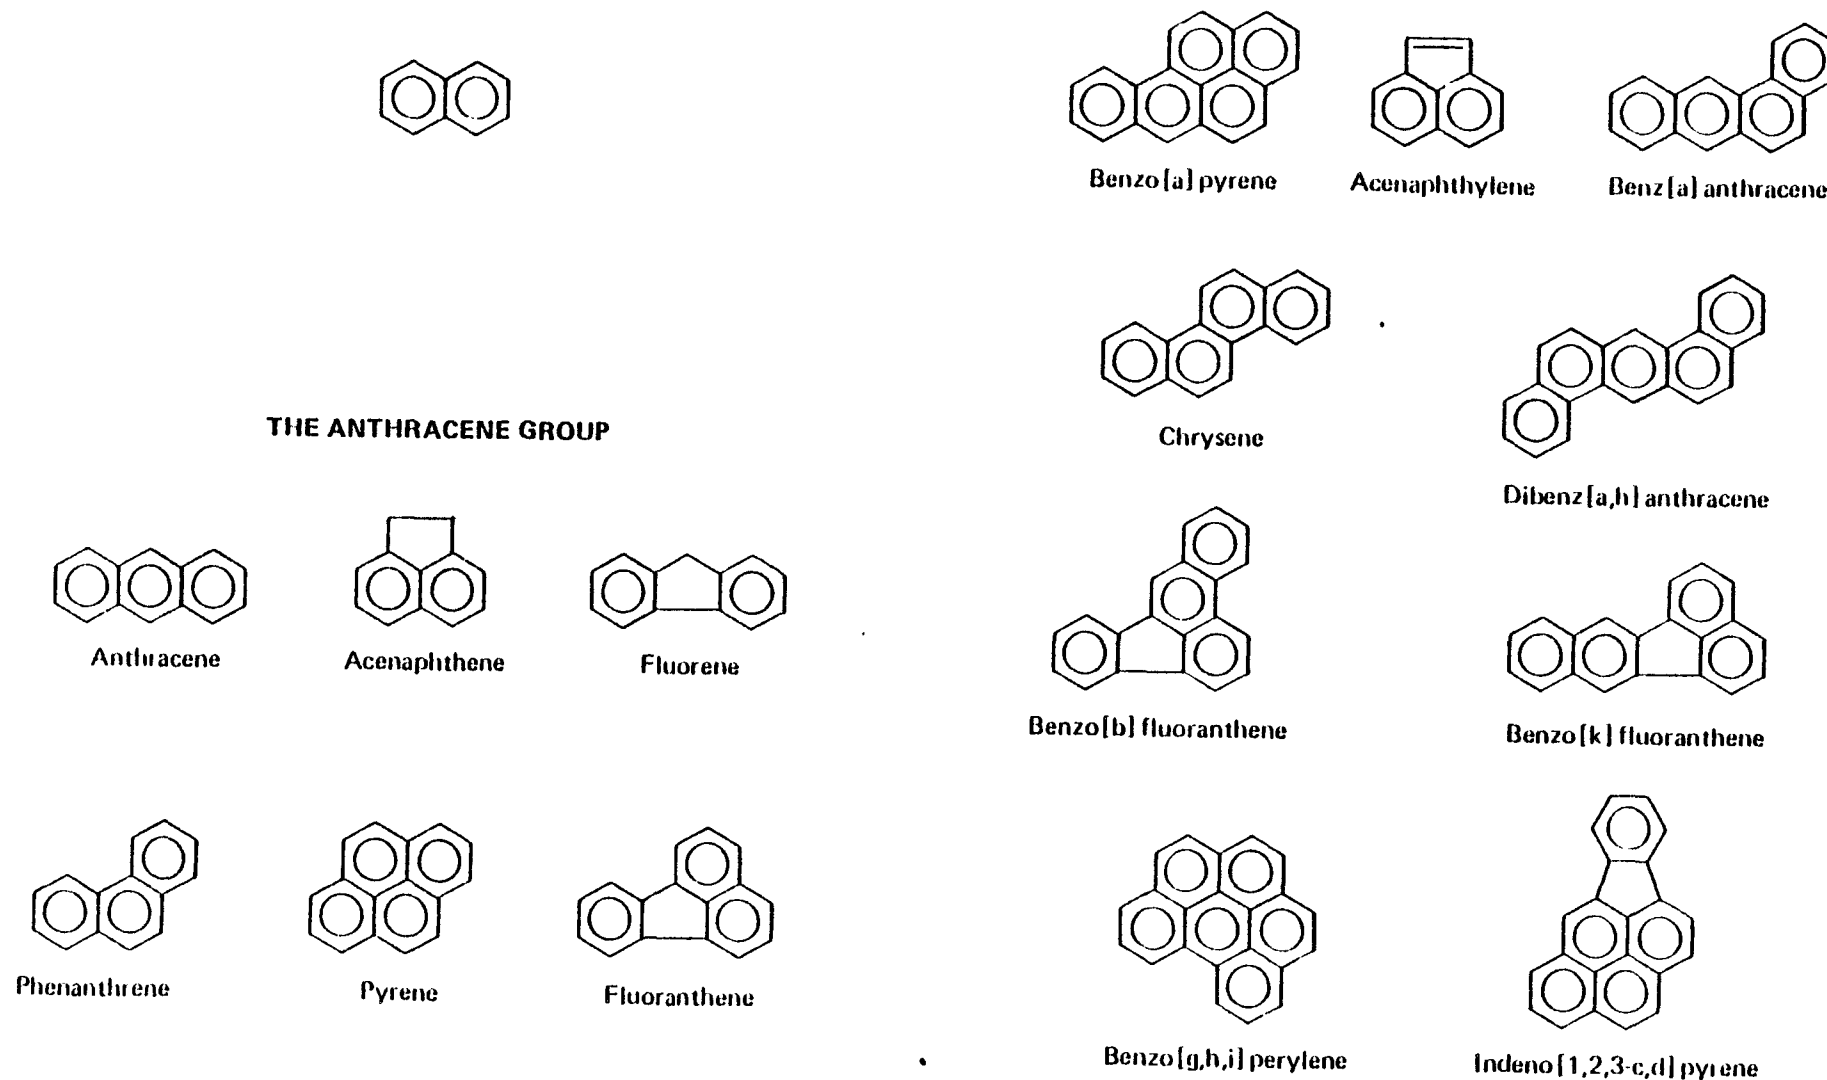 Benzo[a]pyrene
Acenaphthylene
Benz[a]anthracene
Chrysene
THE ANTHRACENE GROUP
Dibenz[a,h]anthracene
Anthracene
Acenaphthene
Fluorene
Benzo[b]fluoranthene
Benzo[k]fluoranthene
Phenanthrene
Pyrene
Fluoranthene
Benzo[g,h,i]perylene
Indeno[1,2,3-c,d]pyrene